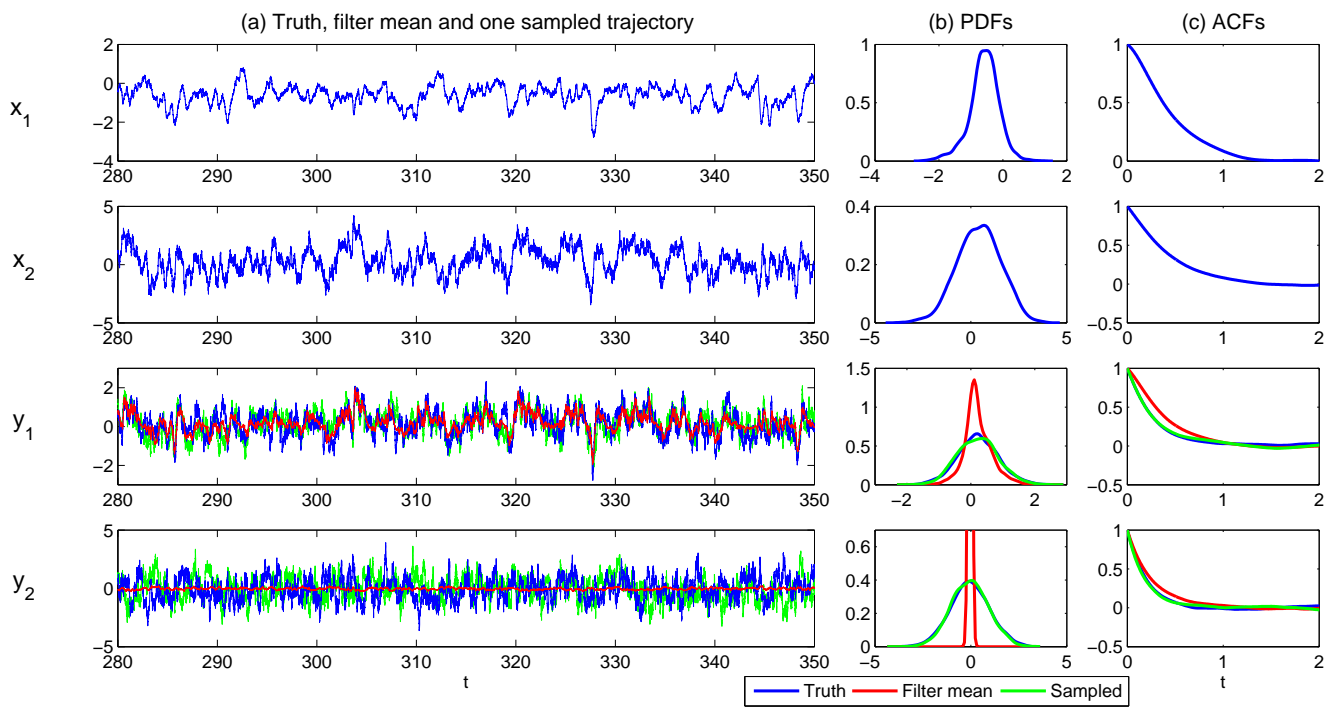 (a) Truth, filter mean and one sampled trajectory
(b) PDFs
(c) ACFs
x1
2
0
−2
−4
280 290 300 310 320 330 340 350
1
0.5
0
−4 −2 0 2
1
0.5
0
0 1 2
x2
5
0
−5
280 290 300 310 320 330 340 350
0.4
0.2
0
−5 0 5
1
0.5
0
−0.5
0 1 2
y1
2
0
−2
280 290 300 310 320 330 340 350
1.5
1
0.5
0
−2 0 2
1
0.5
0
−0.5
0 1 2
y2
5
0
−5
280 290 300 310 320 330 340 350
t
0.6
0.4
0.2
0
−5 0 5
1
0.5
0
−0.5
0 1 2
t
Truth Filter mean Sampled